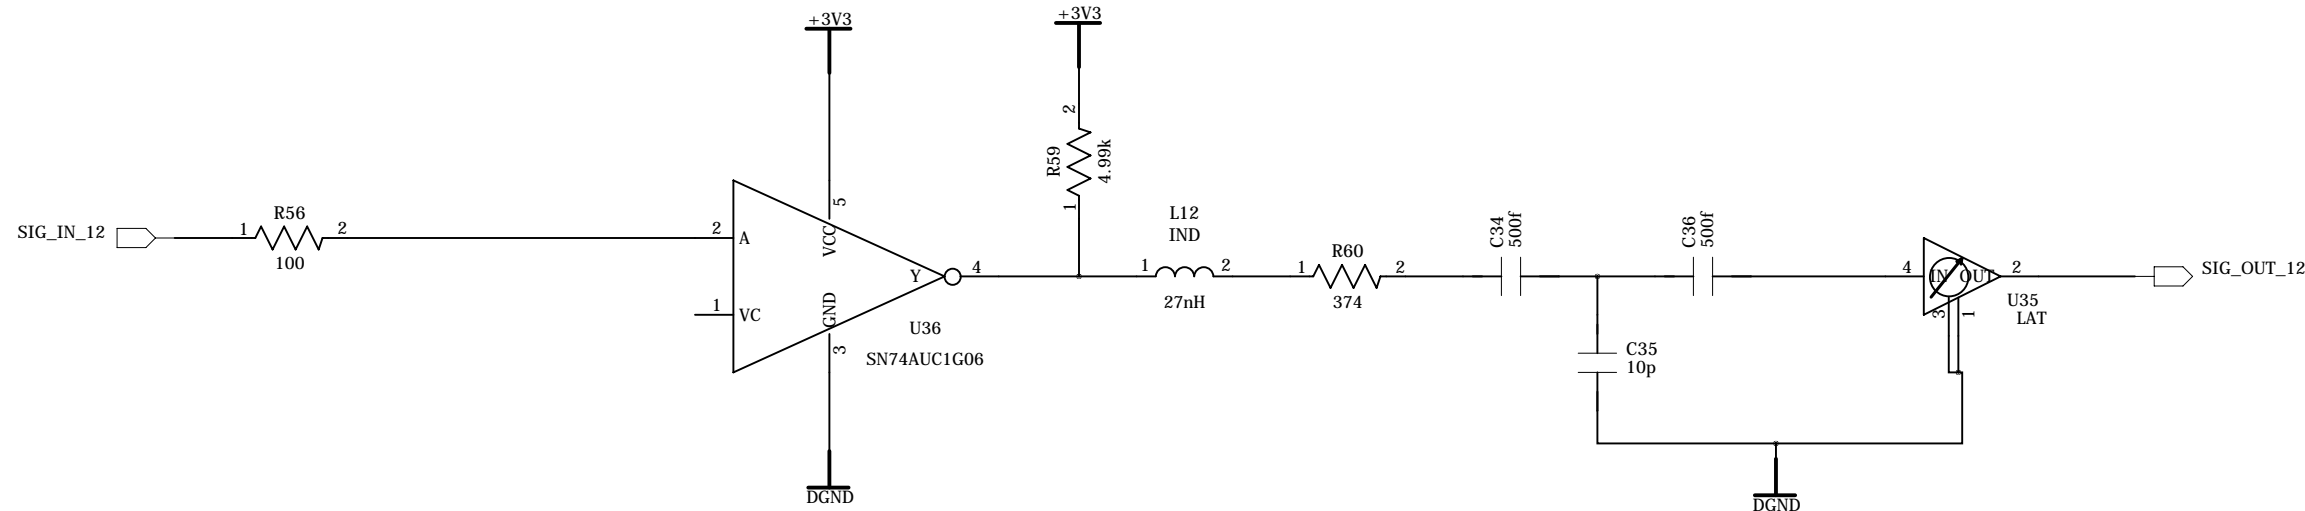 +3V3
+3V3
2
R59
4.99k
1
5
SIG_IN_12
1
R56
2
100
2
A
VCC
Y
4
1
VC
GND
3
U36
SN74AUC1G06
DGND
L12
IND
1
2
27nH
R60
1
2
374
C34
500f
C36
500f
C35
10p
4
IN
OUT
2
SIG_OUT_12
3
1
U35
LAT
DGND